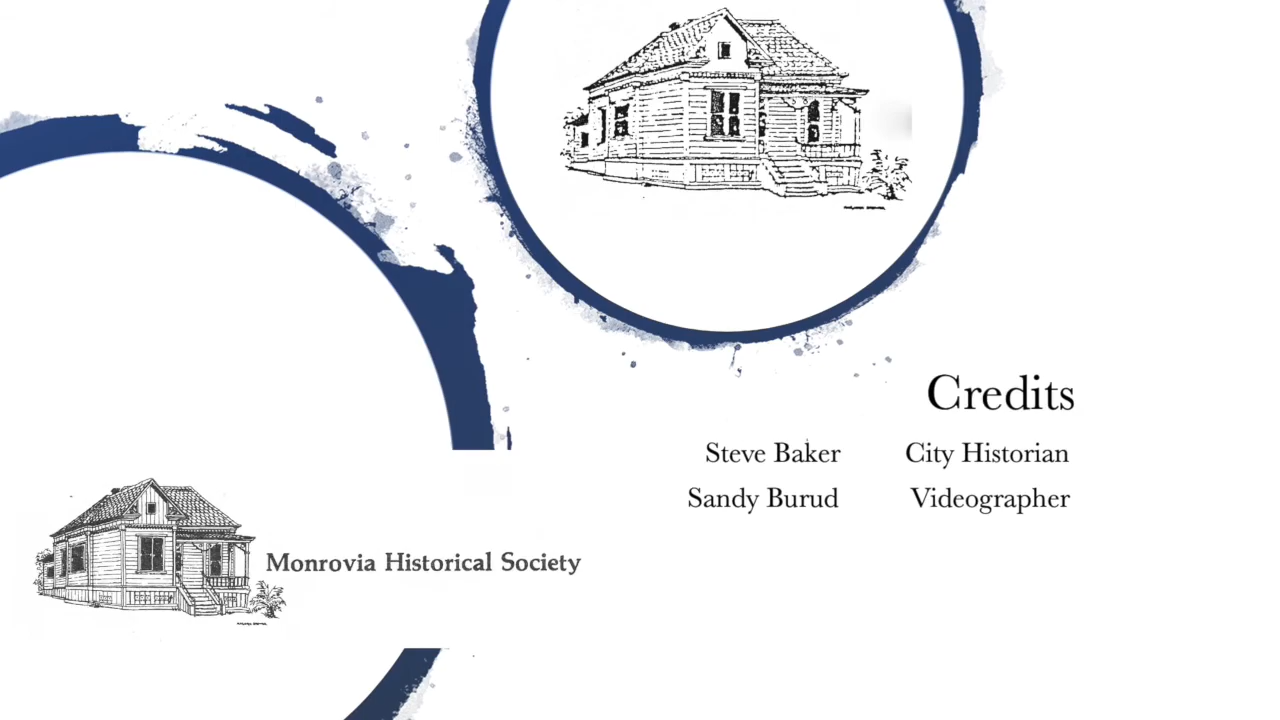 Credits
Steve Baker City Historian
Sandy Burud Videographer
Monrovia Historical Society